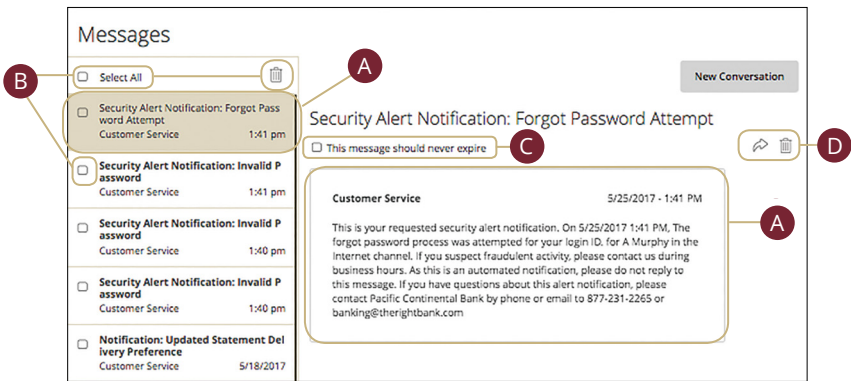 Messages
Select All
New Conversation
Security Alert Notification: Forgot Pass
word Attempt
Customer Service 1:41 pm
Security Alert Notification: Invalid P
assword
Customer Service 1:41 pm
Security Alert Notification: Invalid P
assword
Customer Service 1:40 pm
Security Alert Notification: Invalid P
assword
Customer Service 1:40 pm
Notification: Updated Statement Del
ivery Preference
Customer Service 5/18/2017
Security Alert Notification: Forgot Password Attempt
This message should never expire
Customer Service 5/25/2017 - 1:41 PM
This is your requested security alert notification. On 5/25/2017 1:41 PM, The
forgot password process was attempted for your login ID, for A Murphy in the
Internet channel. If you suspect fraudulent activity, please contact us during
business hours. As this is an automated notification, please do not reply to
this message. If you have questions about this alert notification, please
contact Pacific Continental Bank by phone or email to 877-231-2265 or
banking@therightbank.com
A
B
C
D
A